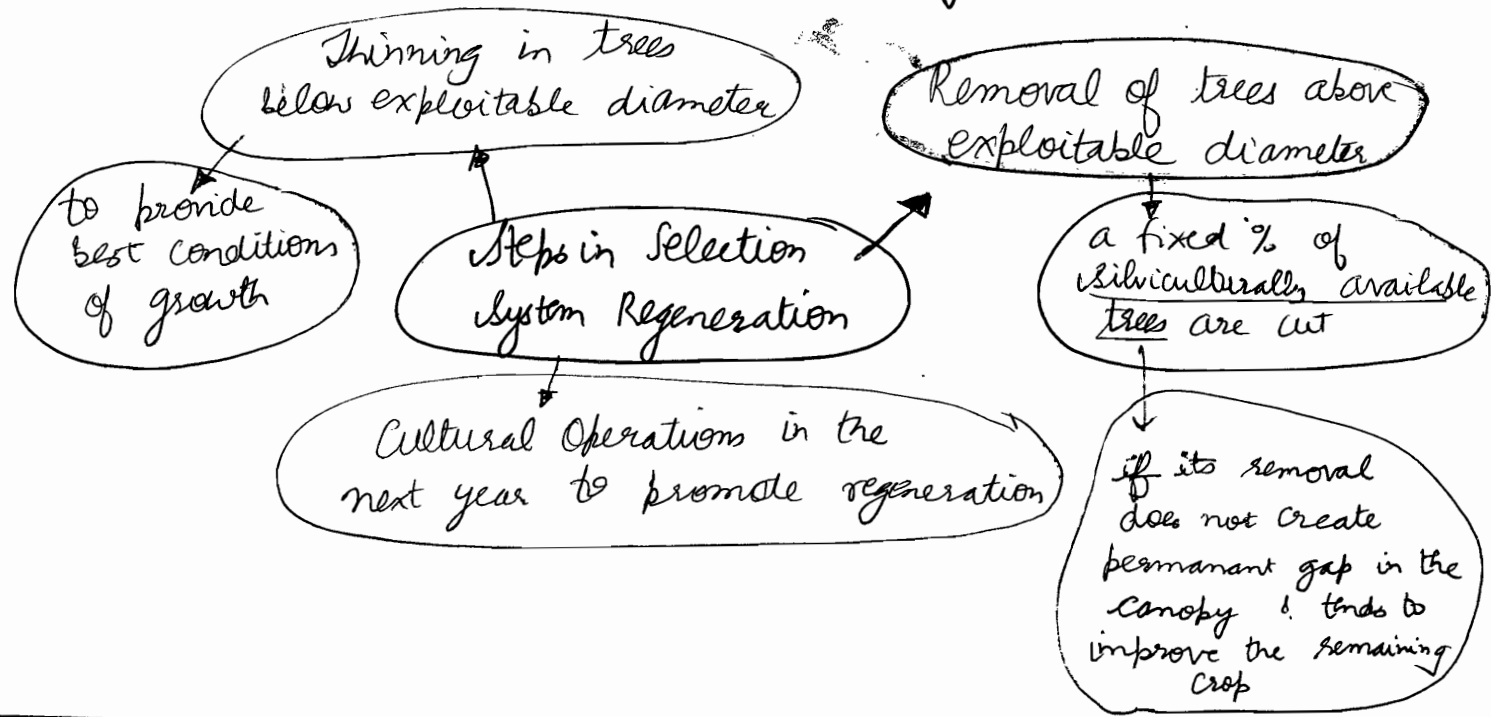 Thinning in trees
below exploitable diameter
Removal of trees above
exploitable diameter
to provide
best conditions
of growth
Steps in Selection
System Regeneration
a fixed % of
silviculturally available
trees are cut
Cultural Operations in the
next year to promote regeneration
if its removal
does not create
permanant gap in the
canopy & tends to
improve the remaining
crop